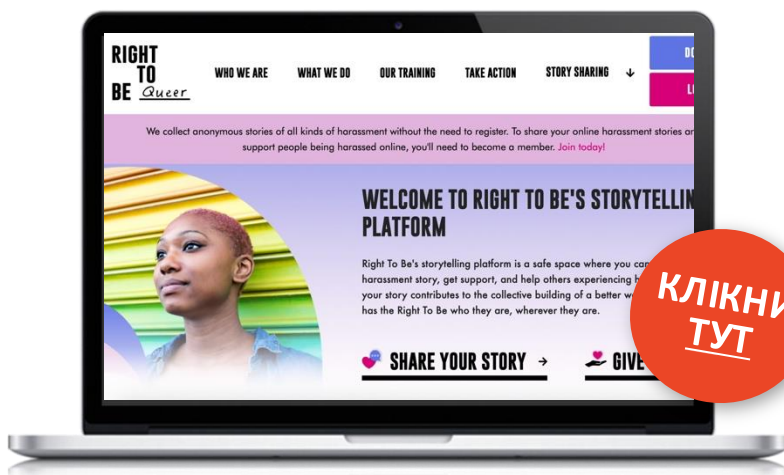 RIGHT
TO
BE Queer
WHO WE ARE
WHAT WE DO
OUR TRAINING
TAKE ACTION
STORY SHARING
We collect anonymous stories of all kinds of harassment without the need to register. To share your online harassment stories
support people being harassed online, you'll need to become a member. Join today!
WELCOME TO RIGHT TO BE'S
PLATFORM
Right To Be's storytelling platform is a safe space where you
harassment story, get support, and help others experiencing
your story contributes to the collective building of a better
has the Right To Be who they are, wherever they are.
SHARE YOUR STORY →
GIVE
КЛІКНИ
ТУТ